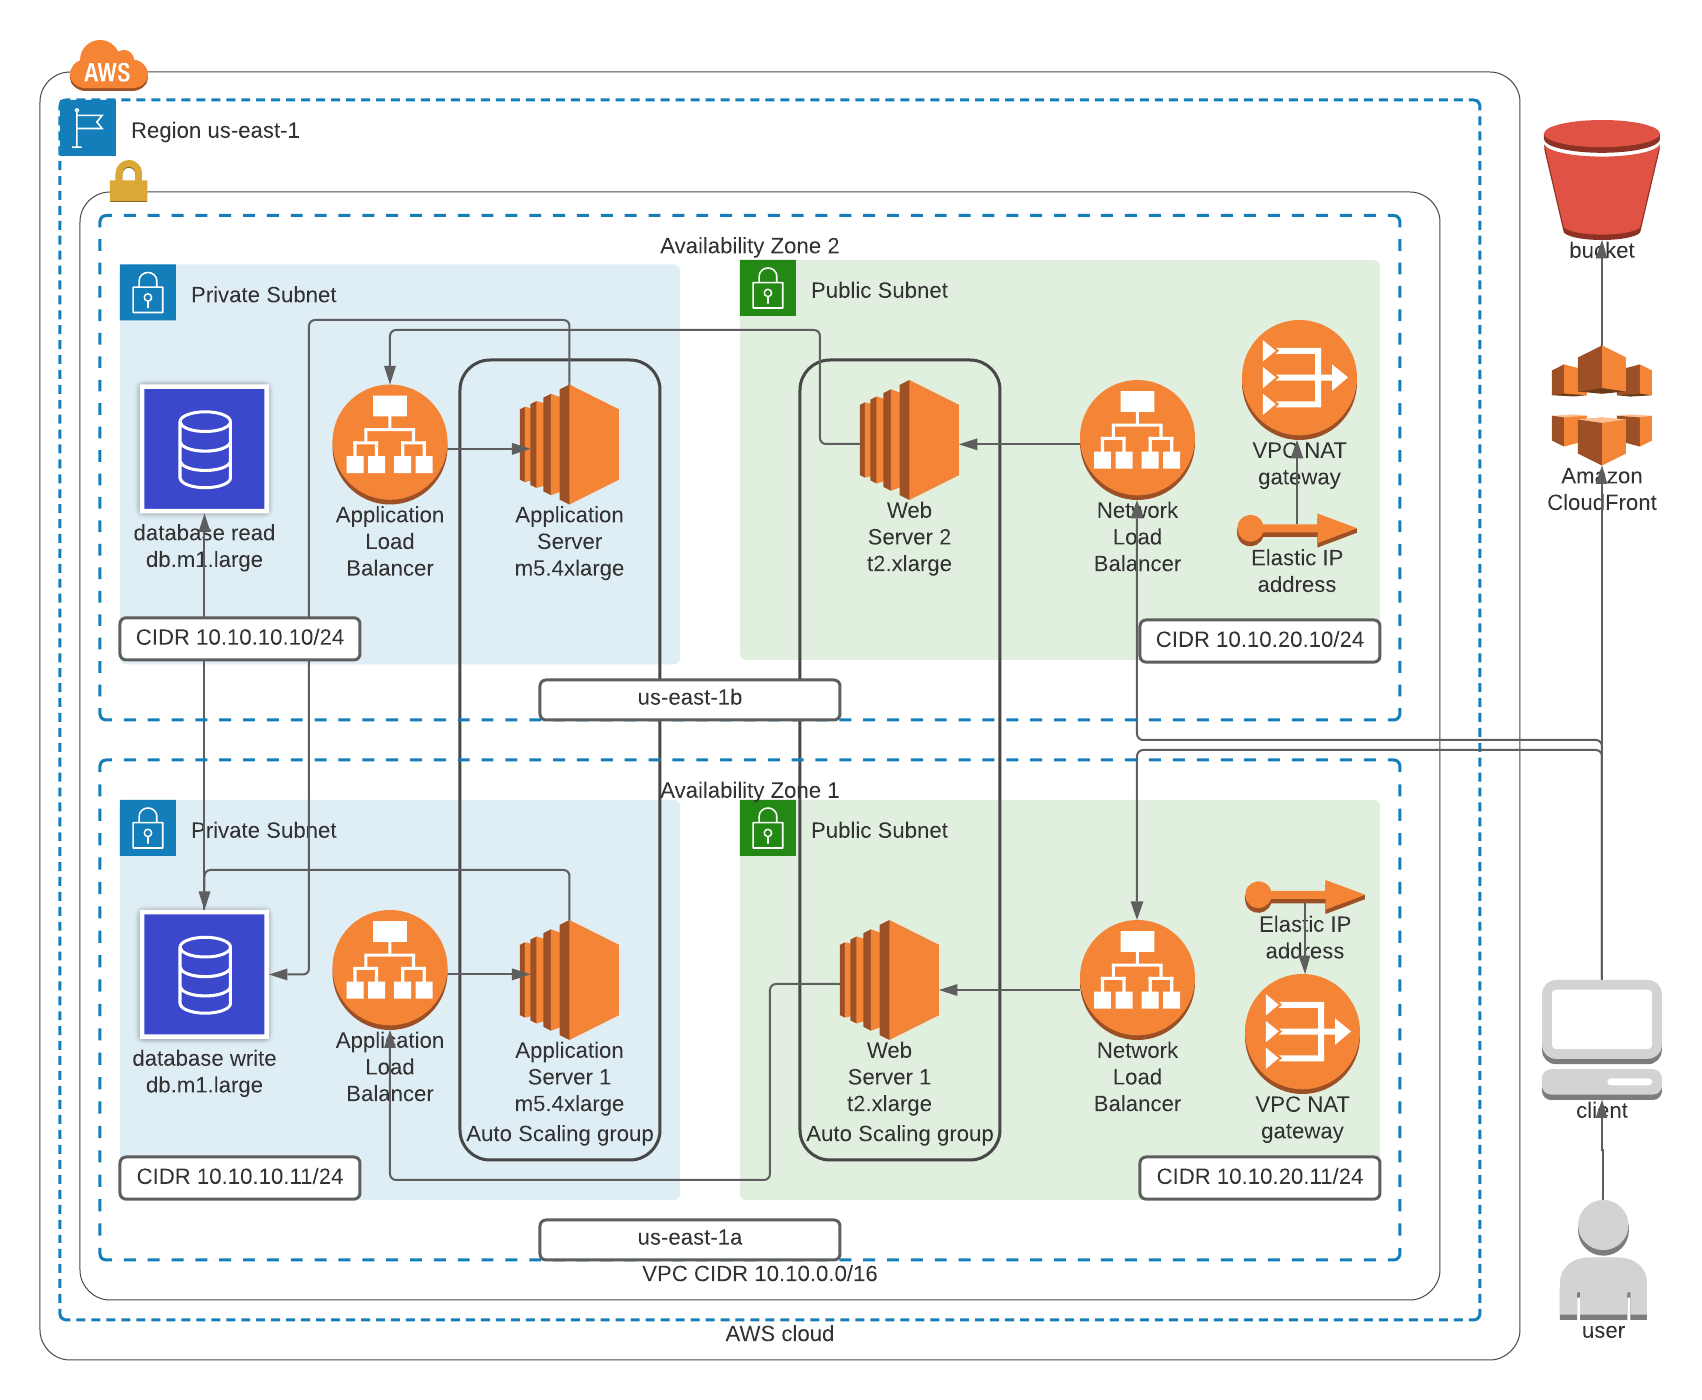 AWS
Region us-east-1
Availability Zone 2
Private Subnet
Public Subnet
bucket
database read
db.m1.large
Application
Load
Balancer
Application
Server
m5.4xlarge
Web
Server 2
t2.xlarge
Network
Load
Balancer
VPC NAT
gateway
Elastic IP
address
Amazon
CloudFront
CIDR 10.10.10.10/24
CIDR 10.10.20.10/24
us-east-1b
Availability Zone 1
Private Subnet
Public Subnet
database write
db.m1.large
Application
Load
Balancer
Application
Server 1
m5.4xlarge
Auto Scaling group
Web
Server 1
t2.xlarge
Auto Scaling group
Network
Load
Balancer
Elastic IP
address
VPC NAT
gateway
client
CIDR 10.10.10.11/24
CIDR 10.10.20.11/24
us-east-1a
VPC CIDR 10.10.0.0/16
AWS cloud
user